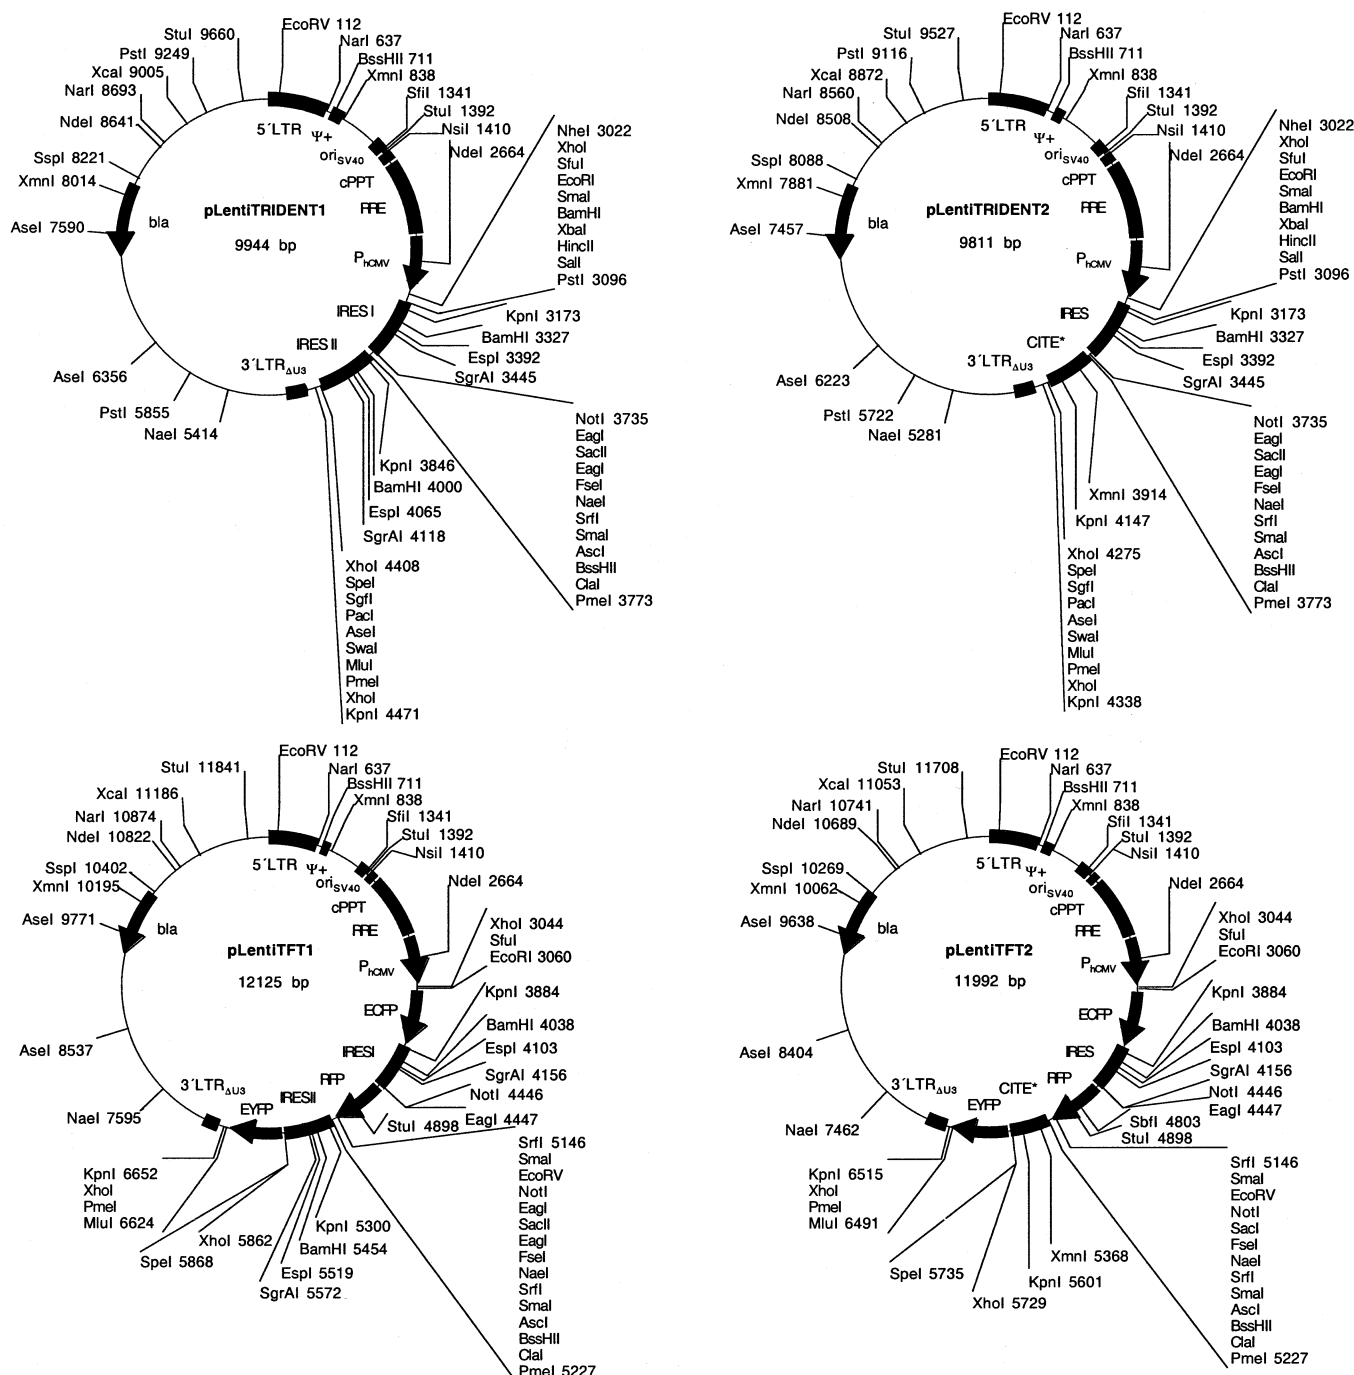 StuI 9660
PstI 9249
XcaI 9005
NarI 8693
NdeI 8641
SspI 8221
XmnI 8014
AseI 7590
EcoRV 112
NarI 637
BssHII 711
XmnI 838
SfiI 1341
StuI 1392
NsiI 1410
NdeI 2664
5´LTR
Ψ+
oriSV40
cPPT
RRE
bla
pLentiTRIDENT1
9944 bp
PhCMV
IRES I
IRES II
3´LTRΔU3
NheI 3022
XhoI
SfuI
EcoRI
SmaI
BamHI
XbaI
HincII
SalI
PstI 3096
KpnI 3173
BamHI 3327
EspI 3392
SgrAI 3445
AseI 6356
PstI 5855
NaeI 5414
NotI 3735
EagI
SacII
EagI
FseI
NaeI
SrfI
SmaI
AscI
BssHII
ClaI
PmeI 3773
KpnI 3846
BamHI 4000
EspI 4065
SgrAI 4118
XhoI 4408
SpeI
SgfI
PacI
AseI
SwaI
MluI
PmeI
XhoI
KpnI 4471
StuI 9527
PstI 9116
XcaI 8872
NarI 8560
NdeI 8508
SspI 8088
XmnI 7881
AseI 7457
EcoRV 112
NarI 637
BssHII 711
XmnI 838
SfiI 1341
StuI 1392
NsiI 1410
NdeI 2664
5´LTR
Ψ+
oriSV40
cPPT
RRE
bla
pLentiTRIDENT2
9811 bp
PhCMV
IRES
CITE*
3´LTRΔU3
NheI 3022
XhoI
SfuI
EcoRI
SmaI
BamHI
XbaI
HincII
SalI
PstI 3096
KpnI 3173
BamHI 3327
EspI 3392
SgrAI 3445
AseI 6223
PstI 5722
NaeI 5281
NotI 3735
EagI
SacII
EagI
FseI
NaeI
SrfI
SmaI
AscI
BssHII
ClaI
PmeI 3773
XmnI 3914
KpnI 4147
XhoI 4275
SpeI
SgfI
PacI
AseI
SwaI
MluI
PmeI
XhoI
KpnI 4338
StuI 11841
XcaI 11186
NarI 10874
NdeI 10822
SspI 10402
XmnI 10195
AseI 9771
EcoRV 112
NarI 637
BssHII 711
XmnI 838
SfiI 1341
StuI 1392
NsiI 1410
NdeI 2664
5´LTR
Ψ+
oriSV40
cPPT
RRE
bla
pLentiTFT1
12125 bp
PhCMV
ECFP
IRESI
RFP
IRESII
EYFP
3´LTRΔU3
XhoI 3044
SfuI
EcoRI 3060
KpnI 3884
BamHI 4038
EspI 4103
SgrAI 4156
NotI 4446
EagI 4447
StuI 4898
AseI 8537
NaeI 7595
SrfI 5146
SmaI
EcoRV
NotI
EagI
SacII
EagI
FseI
NaeI
SrfI
SmaI
AscI
BssHII
ClaI
PmeI 5227
KpnI 6652
XhoI
PmeI
MluI 6624
SpeI 5868
XhoI 5862
KpnI 5300
BamHI 5454
EspI 5519
SgrAI 5572
StuI 11708
XcaI 11053
NarI 10741
NdeI 10689
SspI 10269
XmnI 10062
AseI 9638
EcoRV 112
NarI 637
BssHII 711
XmnI 838
SfiI 1341
StuI 1392
NsiI 1410
NdeI 2664
5´LTR
Ψ+
oriSV40
cPPT
RRE
bla
pLentiTFT2
11992 bp
PhCMV
ECFP
IRES
RFP
CITE*
EYFP
3´LTRΔU3
XhoI 3044
SfuI
EcoRI 3060
KpnI 3884
BamHI 4038
EspI 4103
SgrAI 4156
NotI 4446
EagI 4447
SbfI 4803
StuI 4898
AseI 8404
NaeI 7462
SrfI 5146
SmaI
EcoRV
NotI
SacI
FseI
NaeI
SrfI
SmaI
AscI
BssHII
ClaI
PmeI 5227
KpnI 6515
XhoI
PmeI
MluI 6491
SpeI 5735
XhoI 5729
KpnI 5601
XmnI 5368